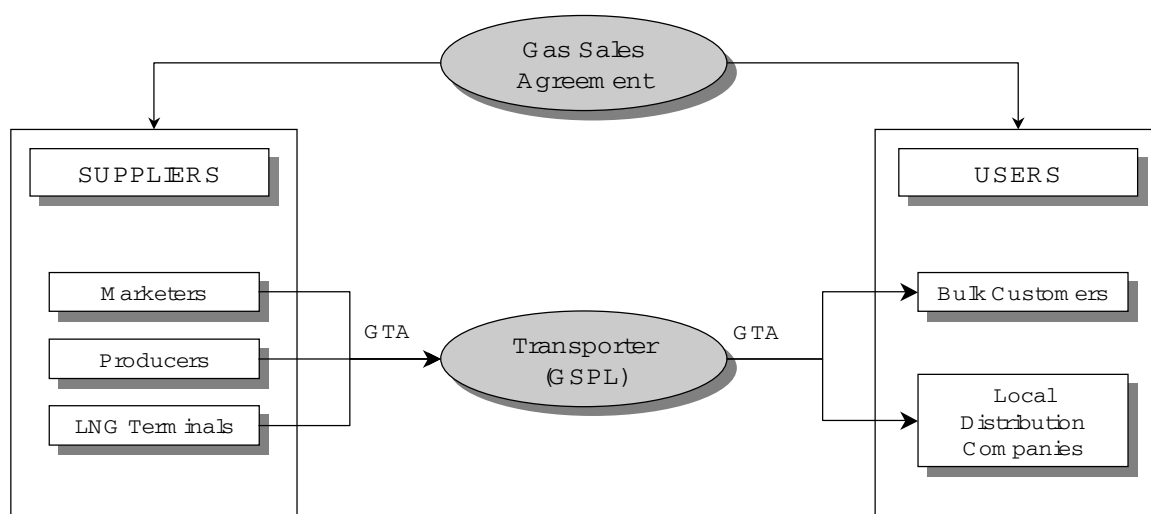 Gas Sales
Agreement
SUPPLIERS
USERS
Marketers
Bulk Customers
GTA
GTA
Producers
Transporter
(GSPL)
LNG Terminals
Local
Distribution
Companies